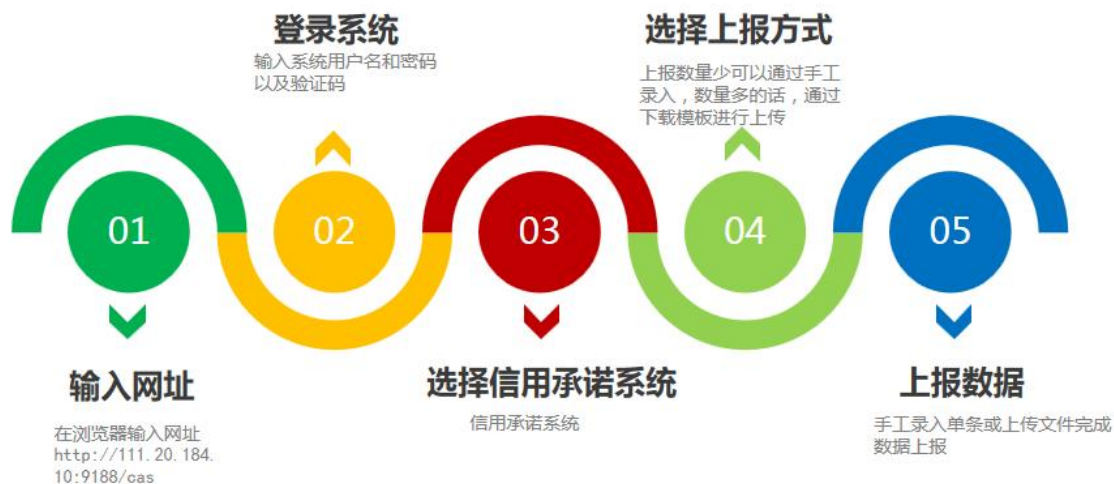 登录系统
输入系统用户名和密码
以及验证码
选择上报方式
上报数量少可以通过手工
录入，数量多的话，通过
下载模板进行上传
01
02
03
04
05
输入网址
在浏览器输入网址
http://111.20.184.
10:9188/cas
选择信用承诺系统
信用承诺系统
上报数据
手工录入单条或上传文件完成
数据上报